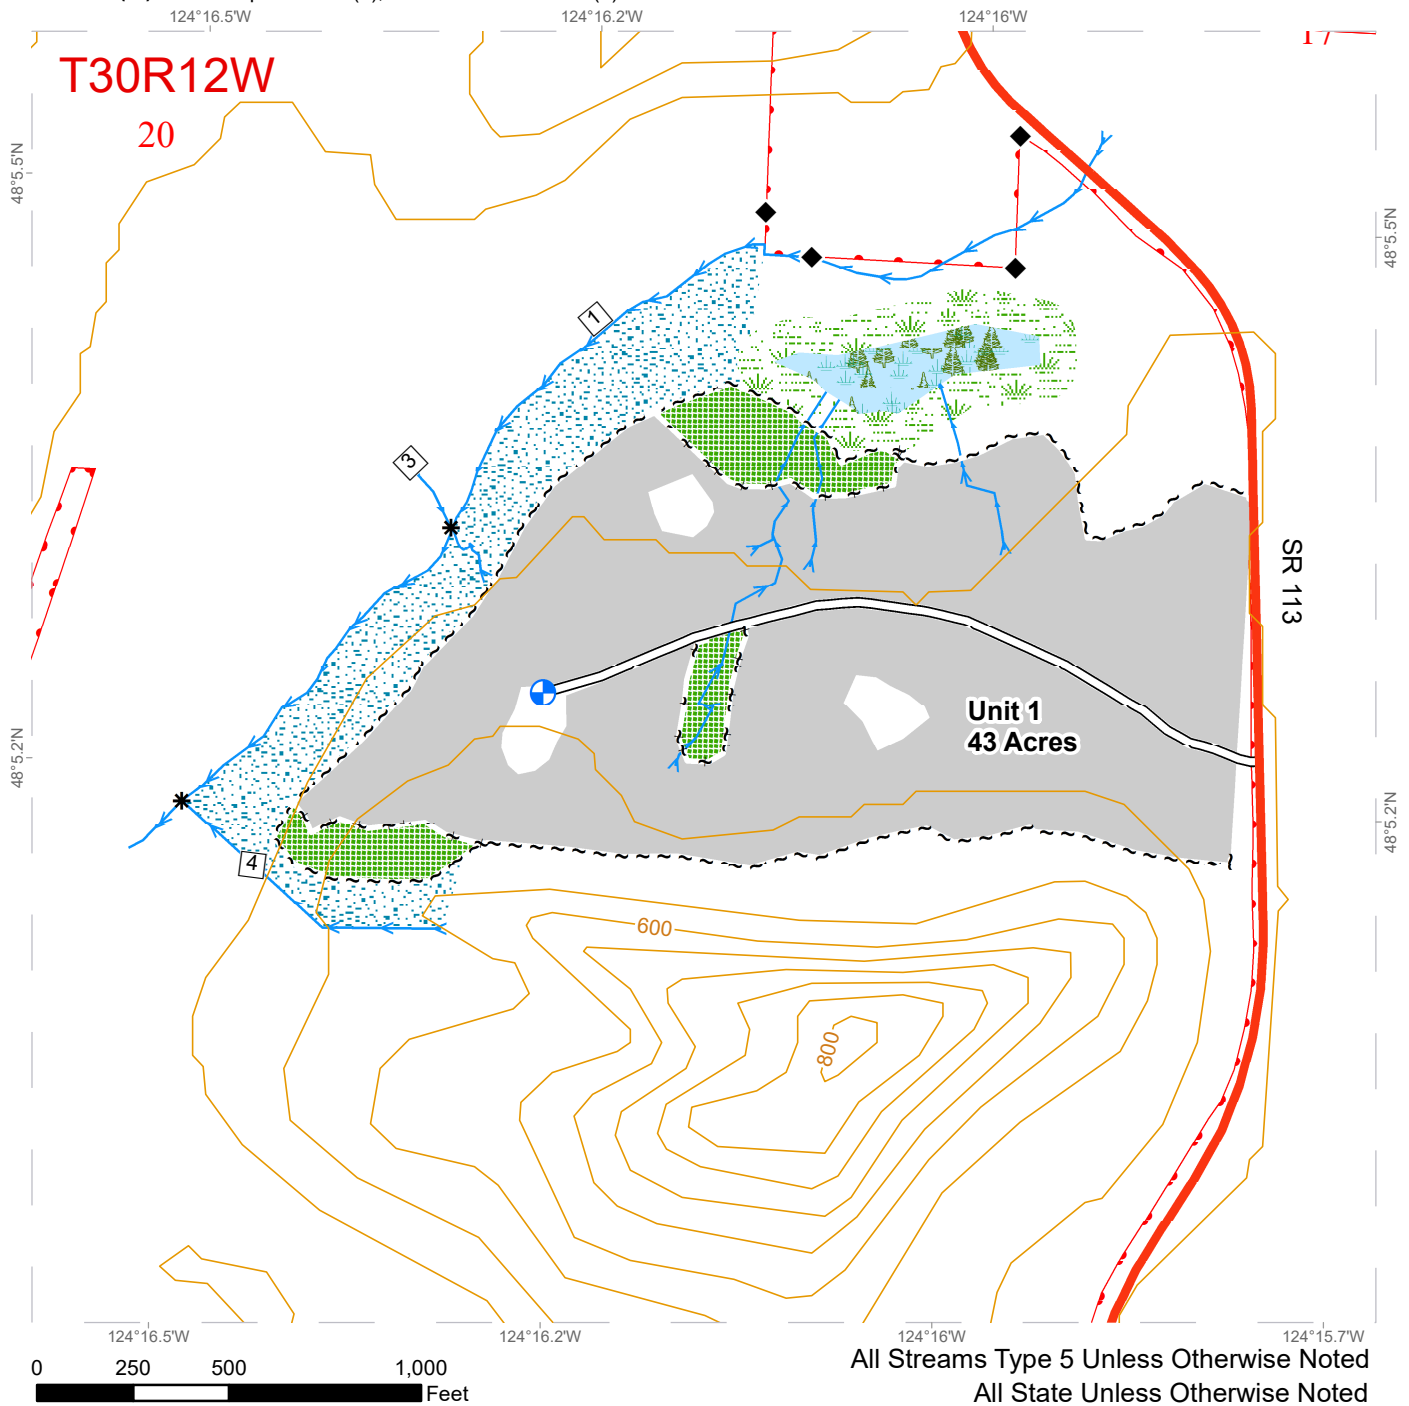 124°16.5'W 124°16.2'W 124°16'W
T30R12W
17
20
48°5.5'N
48°5.5'N
1
3
SR 113
Unit 1
43 Acres
48°5.2'N
48°5.2'N
4
600
800
124°16.5'W 124°16.2'W 124°16'W 124°15.7'W
0 250 500 1,000
Feet
All Streams Type 5 Unless Otherwise Noted
All State Unless Otherwise Noted